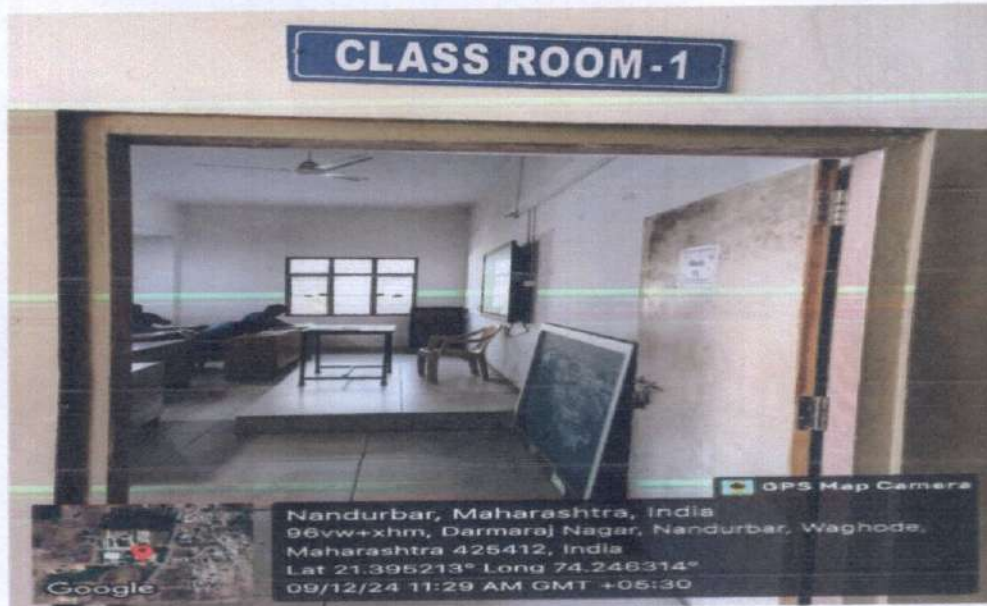 CLASS ROOM-1
GPS Map Camera
Nandurbar, Maharashtra, India
96vw+xhm, Darmaraj Nagar, Nandurbar, Waghode,
Maharashtra 425412, India
Lat 21.395213° Long 74.246314°
09/12/24 11:29 AM GMT +05:30
Google